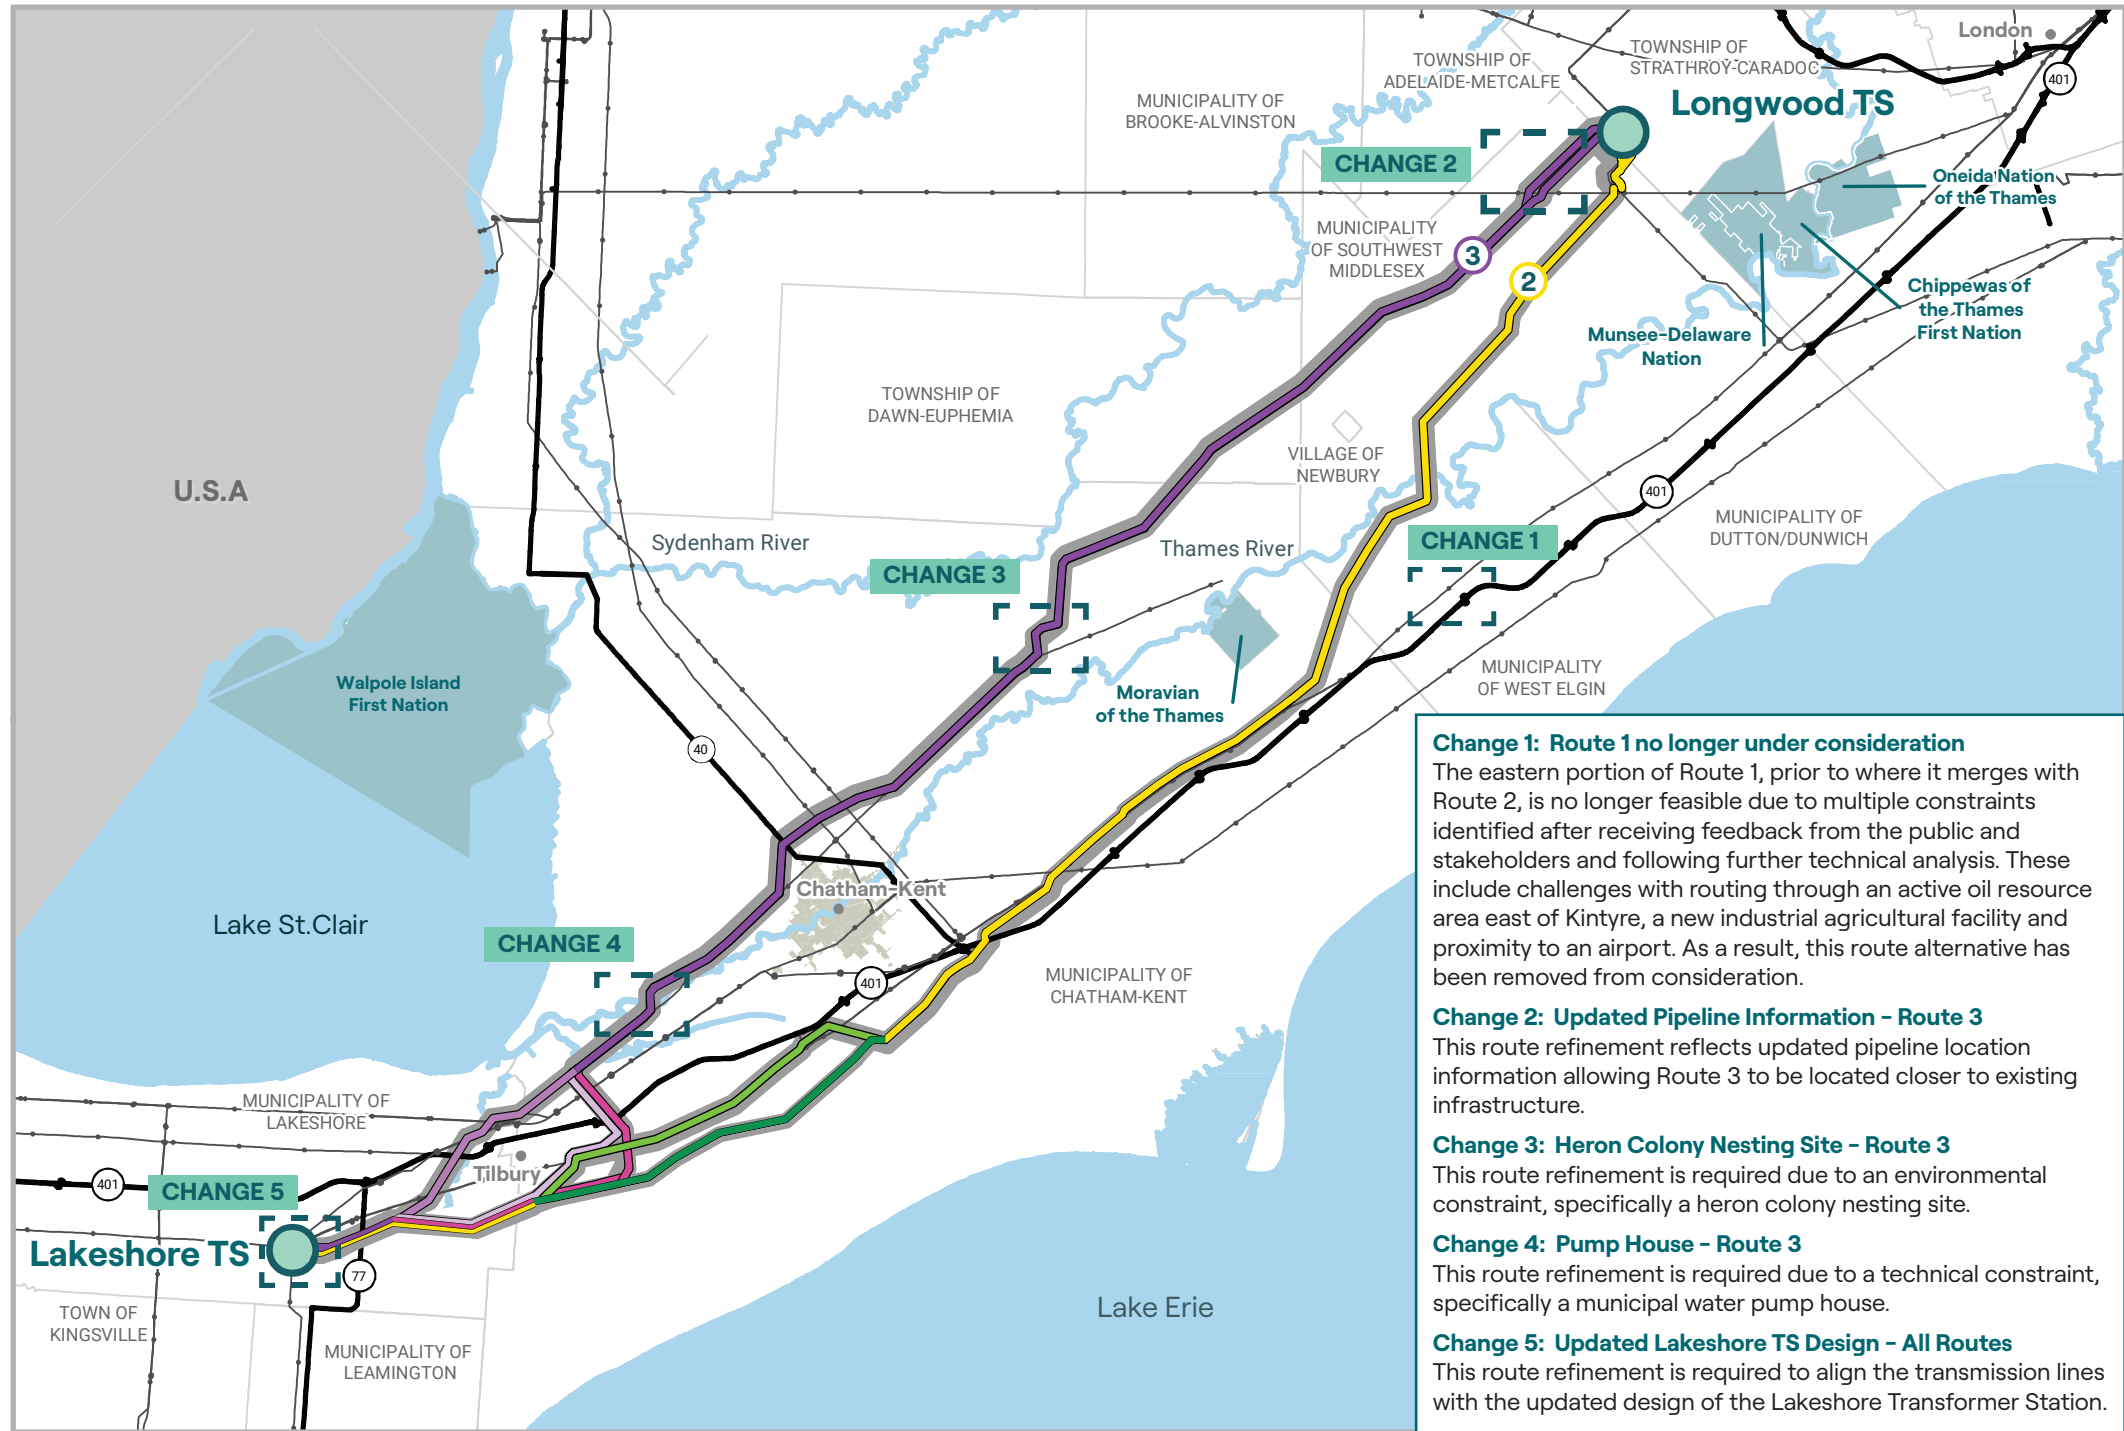 London
TOWNSHIP OF
STRATHROY-CARADOC
TOWNSHIP OF
ADELAIDE-METCALFE
401
Longwood TS
MUNICIPALITY OF
BROOKE-ALVINSTON
CHANGE 2
Oneida Nation
of the Thames
MUNICIPALITY
OF SOUTHWEST
MIDDLESEX
3
2
Chippewas of
the Thames
First Nation
Munsee-Delaware
Nation
TOWNSHIP OF
DAWN-EUPHEMIA
VILLAGE OF
NEWBURY
U.S.A
401
MUNICIPALITY OF
DUTTON/DUNWICH
Sydenham River
Thames River
CHANGE 1
CHANGE 3
Walpole Island
First Nation
Moravian
of the Thames
MUNICIPALITY
OF WEST ELGIN
40
Chatham-Kent
Lake St.Clair
CHANGE 4
401
MUNICIPALITY OF
CHATHAM-KENT
MUNICIPALITY OF
LAKESHORE
Tilbury
401
CHANGE 5
Lakeshore TS
77
TOWN OF
KINGSVILLE
MUNICIPALITY OF
LEAMINGTON
Lake Erie
Change 1: Route 1 no longer under consideration
The eastern portion of Route 1, prior to where it merges with
Route 2, is no longer feasible due to multiple constraints
identified after receiving feedback from the public and
stakeholders and following further technical analysis. These
include challenges with routing through an active oil resource
area east of Kintyre, a new industrial agricultural facility and
proximity to an airport. As a result, this route alternative has
been removed from consideration.
Change 2: Updated Pipeline Information - Route 3
This route refinement reflects updated pipeline location
information allowing Route 3 to be located closer to existing
infrastructure.
Change 3: Heron Colony Nesting Site - Route 3
This route refinement is required due to an environmental
constraint, specifically a heron colony nesting site.
Change 4: Pump House - Route 3
This route refinement is required due to a technical constraint,
specifically a municipal water pump house.
Change 5: Updated Lakeshore TS Design - All Routes
This route refinement is required to align the transmission lines
with the updated design of the Lakeshore Transformer Station.